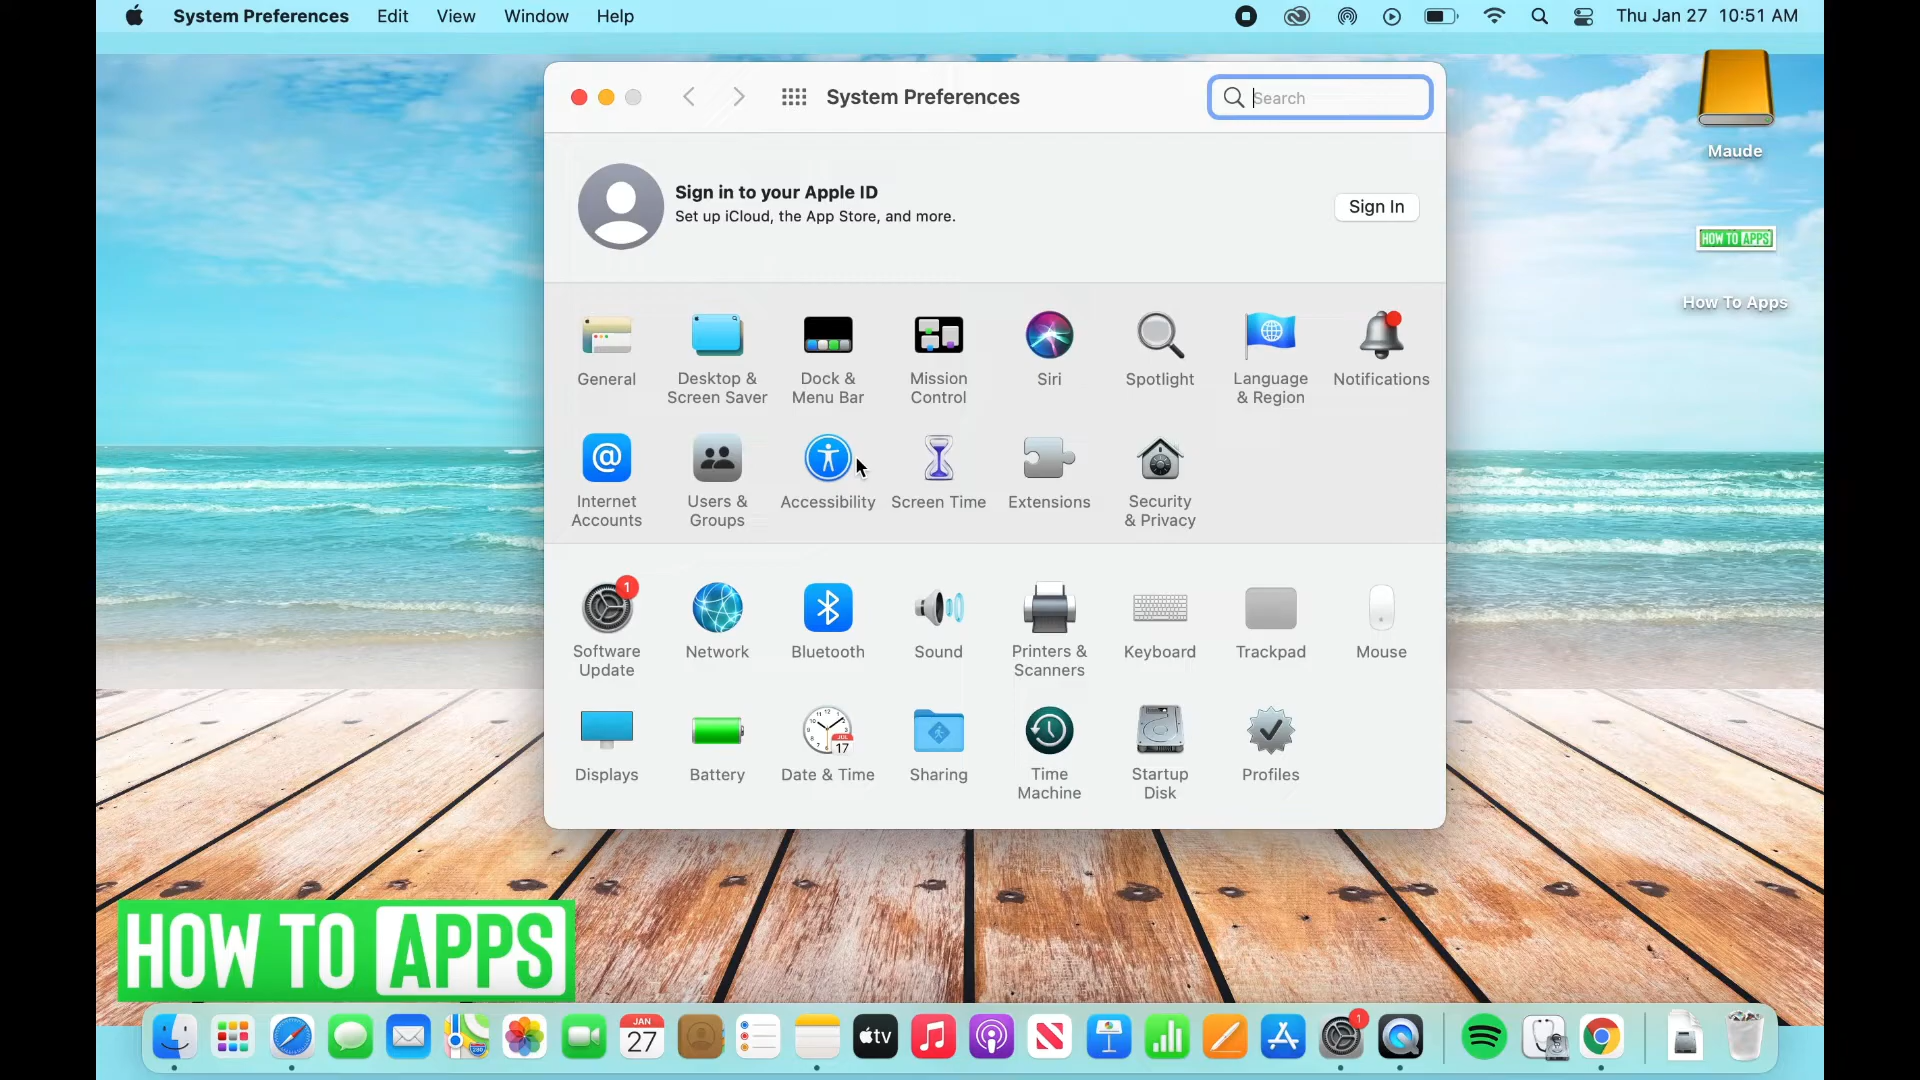 System Preferences Edit View Window Help
Thu Jan 27 10:51 AM
System Preferences
Search
Maude
Sign in to your Apple ID
Set up iCloud, the App Store, and more.
Sign In
HOW TO APPS
How To Apps
General
Desktop &
Screen Saver
Dock &
Menu Bar
Mission
Control
Siri
Spotlight
Language
& Region
Notifications
Internet
Accounts
Users &
Groups
Accessibility
Screen Time
Extensions
Security
& Privacy
1
Software
Update
Network
Bluetooth
Sound
Printers &
Scanners
Keyboard
Trackpad
Mouse
JUL
17
Displays
Battery
Date & Time
Sharing
Time
Machine
Startup
Disk
Profiles
HOW TO APPS
JAN
27
tv
1